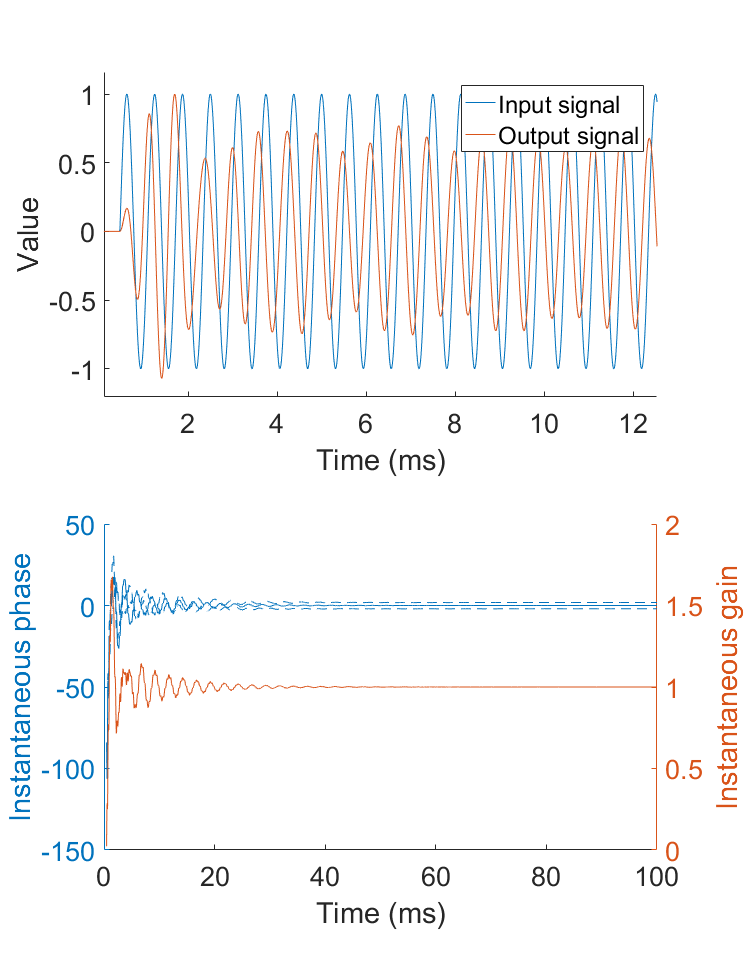 1
0.5
0
-0.5
-1
Value
Input signal
Output signal
2 4 6 8 10 12
Time (ms)
50
0
-50
-100
-150
Instantaneous phase
2
1.5
1
0.5
0
Instantaneous gain
0 20 40 60 80 100
Time (ms)